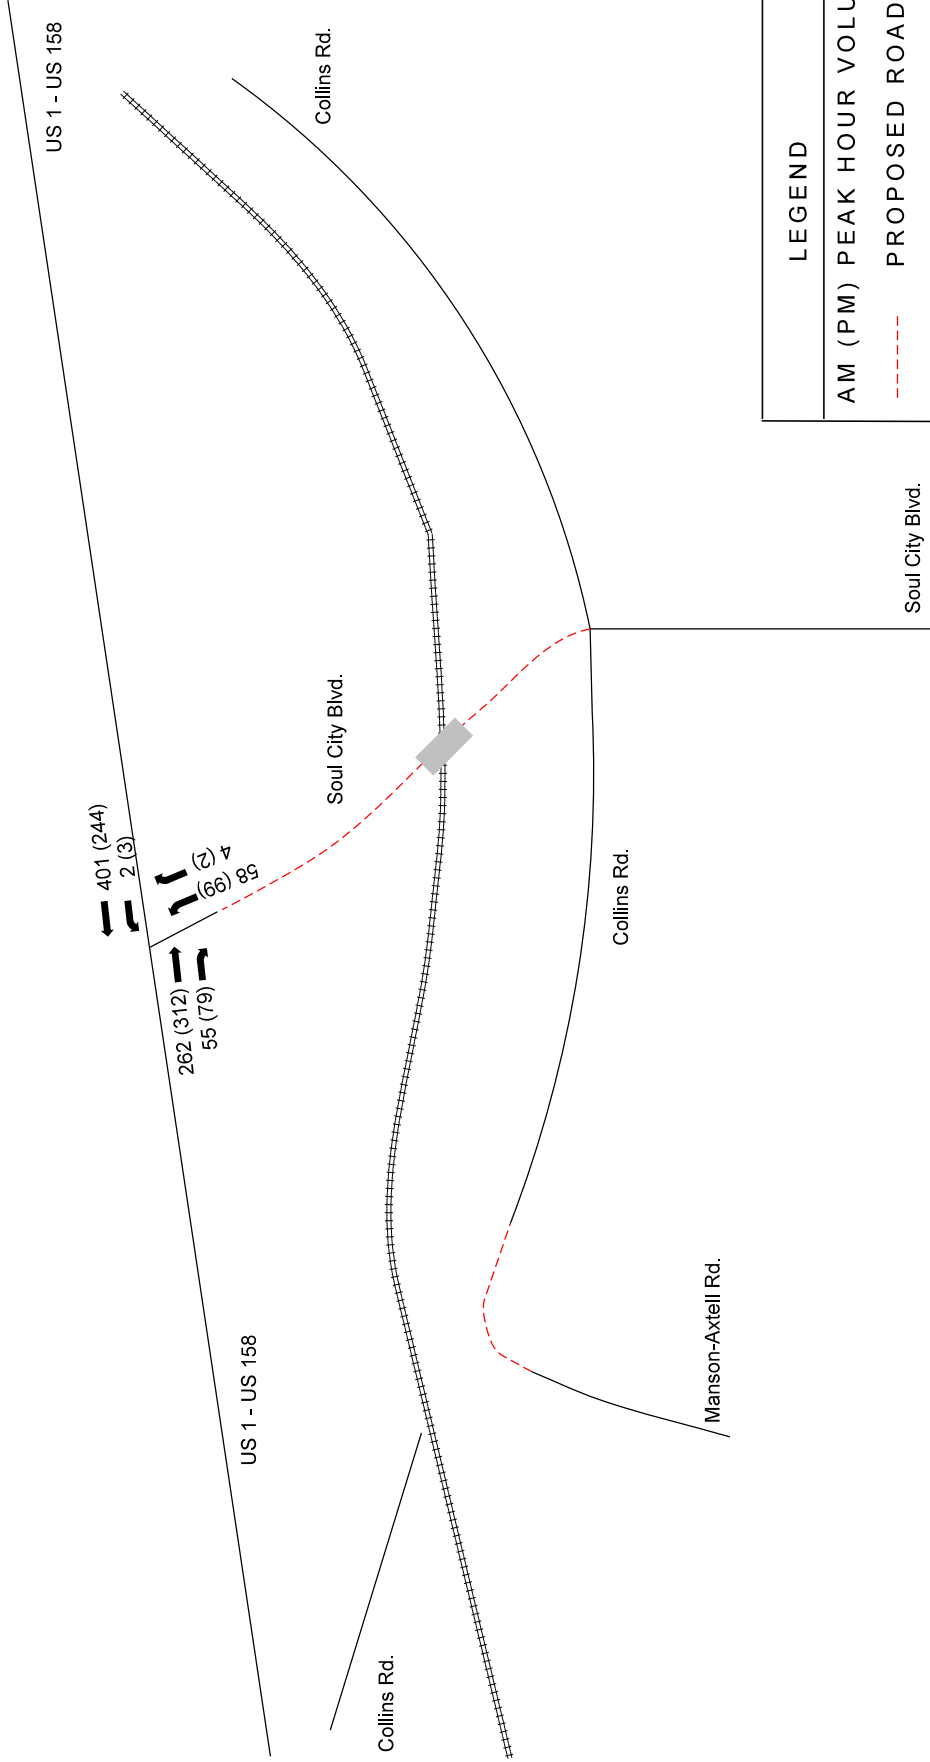 US 1 - US 158
Collins Rd.
401 (244)
2 (3)
4 (2)
58 (99)
262 (312)
55 (79)
Soul City Blvd.
US 1 - US 158
Collins Rd.
Collins Rd.
Manson-Axtell Rd.
Soul City Blvd.
LEGEND
AM (PM) PEAK HOUR VOLU
PROPOSED ROAD